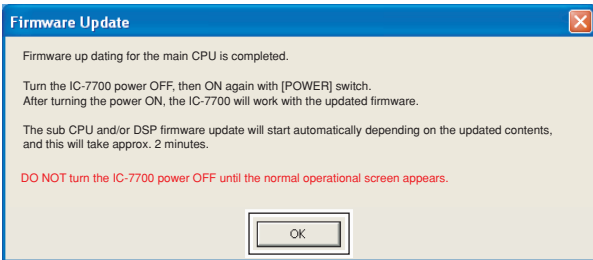 Firmware Update
Firmware up dating for the main CPU is completed.
Turn the IC-7700 power OFF, then ON again with [POWER] switch.
After turning the power ON, the IC-7700 will work with the updated firmware.
The sub CPU and/or DSP firmware update will start automatically depending on the updated contents,
and this will take approx. 2 minutes.
DO NOT turn the IC-7700 power OFF until the normal operational screen appears.
OK